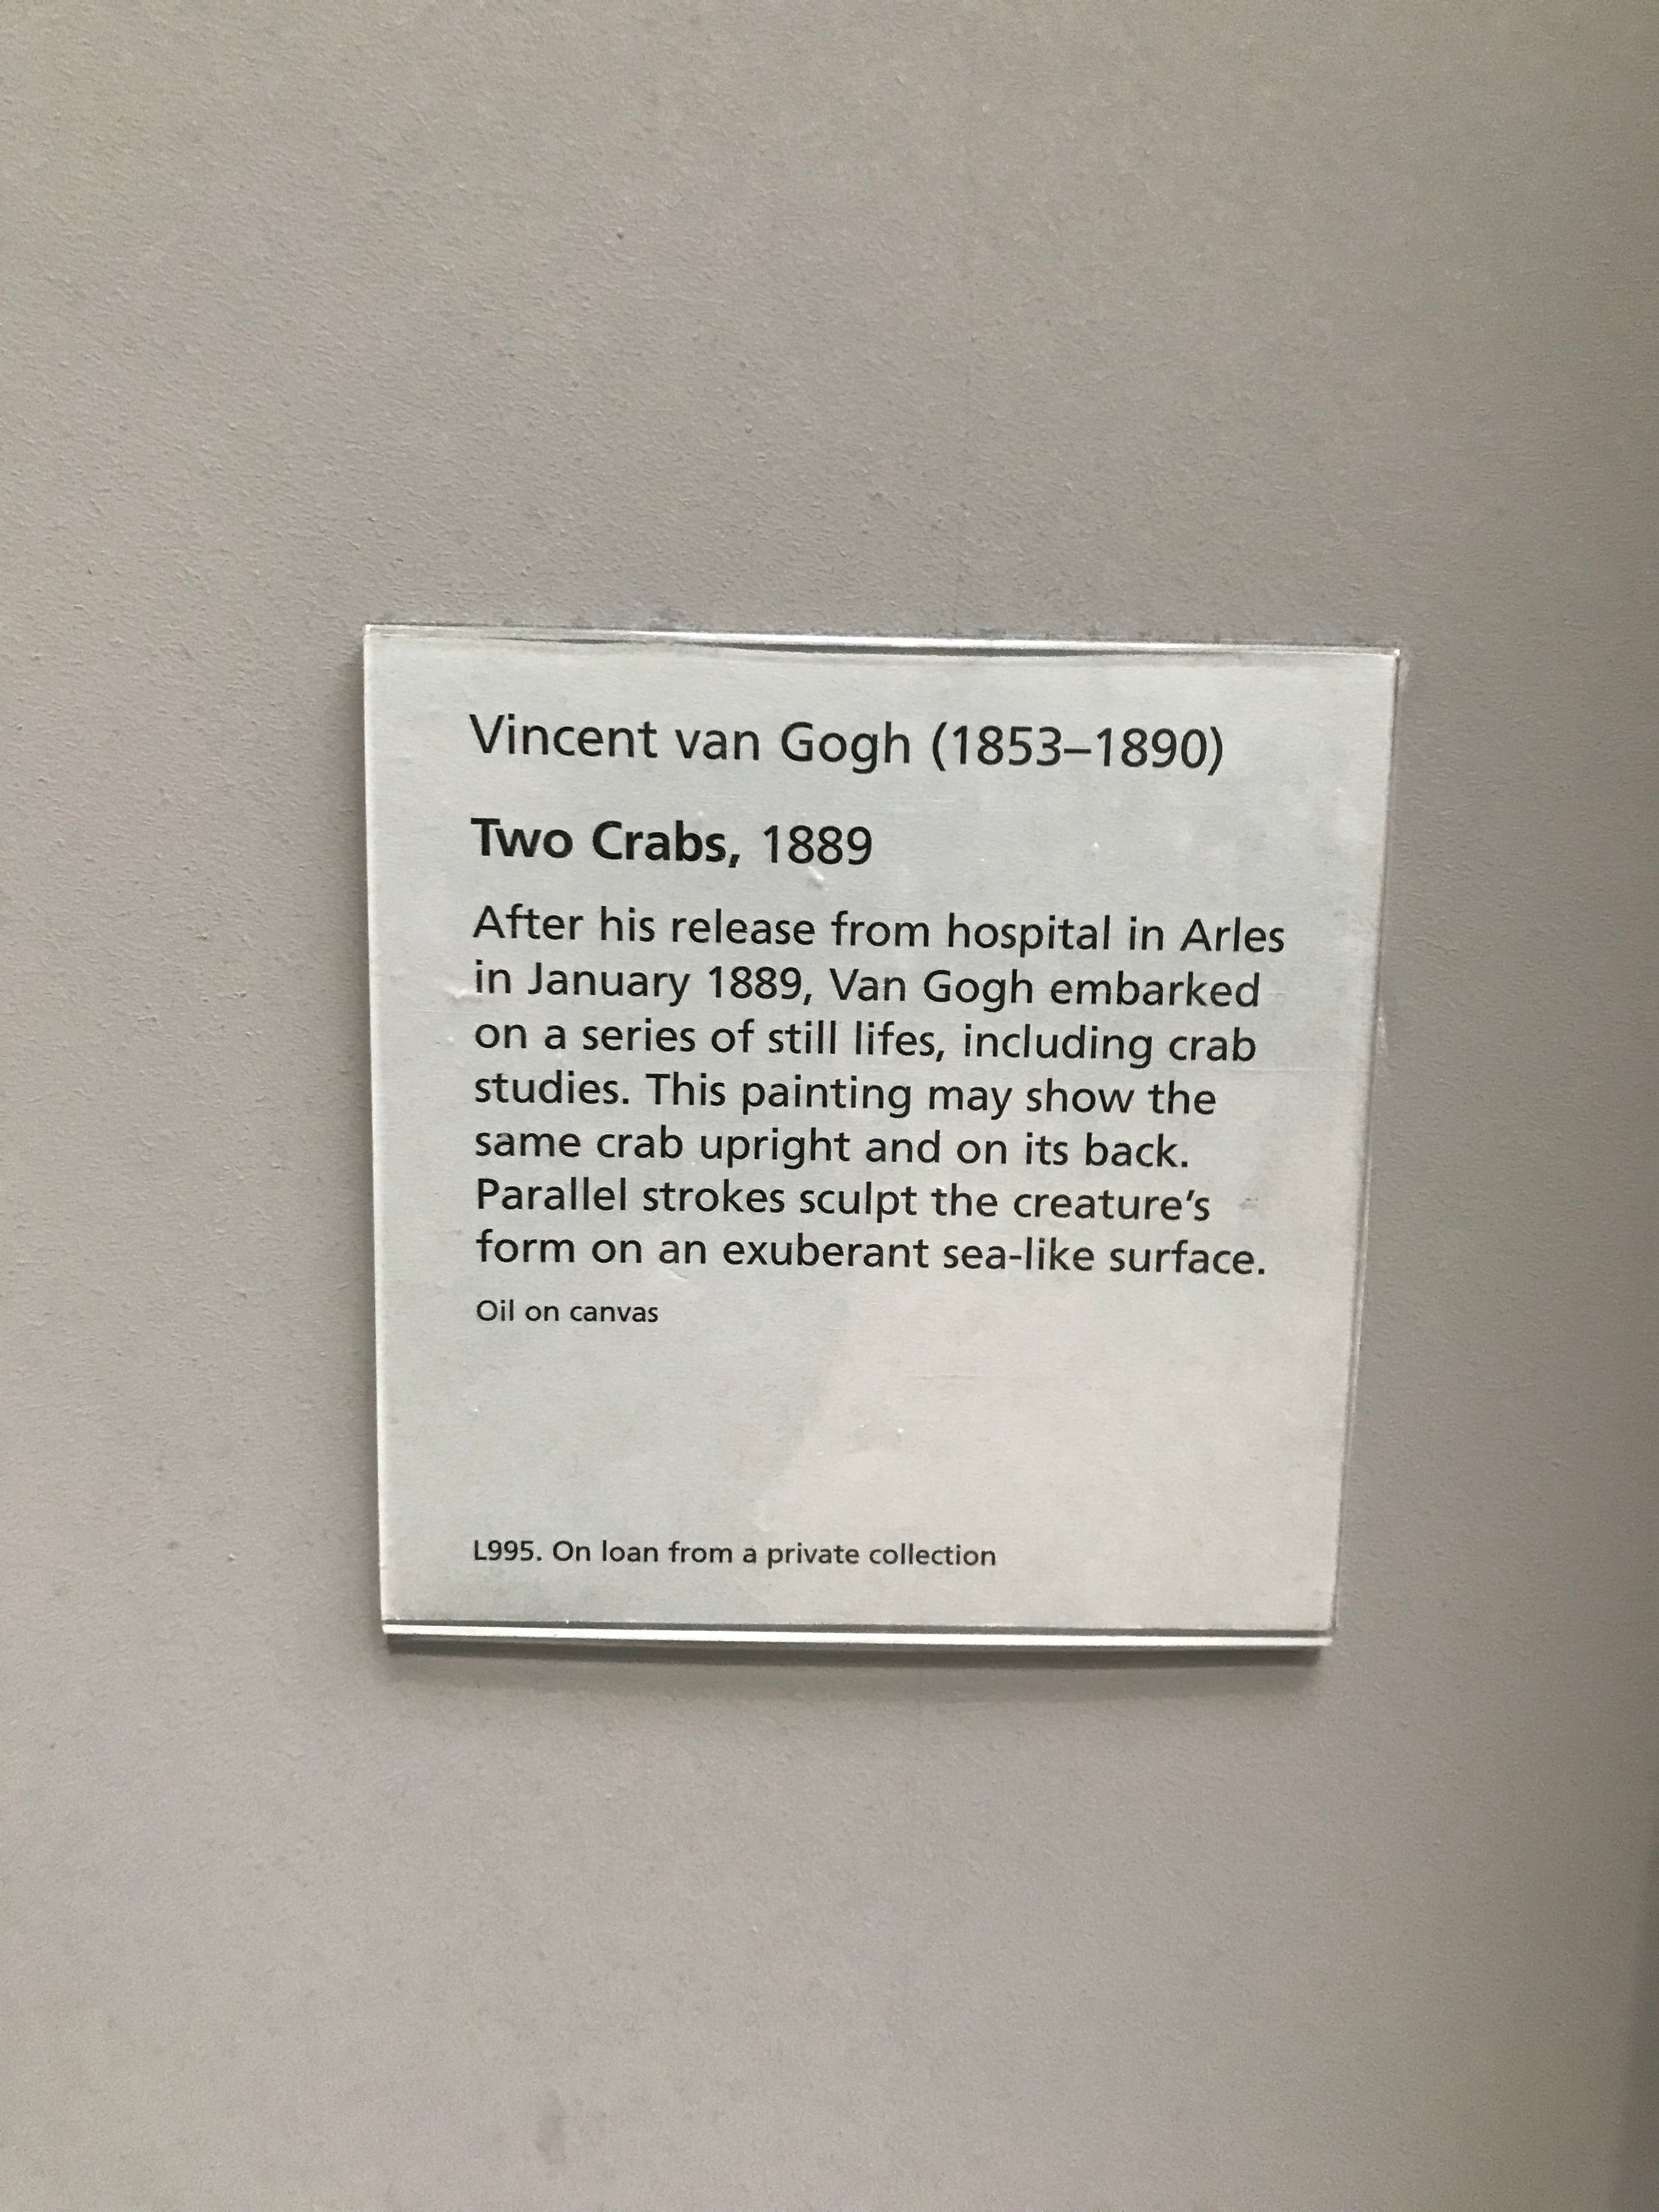 Vincent van Gogh (1853–1890)
Two Crabs, 1889
After his release from hospital in Arles
in January 1889, Van Gogh embarked
on a series of still lifes, including crab
studies. This painting may show the
same crab upright and on its back.
Parallel strokes sculpt the creature’s
form on an exuberant sea-like surface.
Oil on canvas
L995. On loan from a private collection